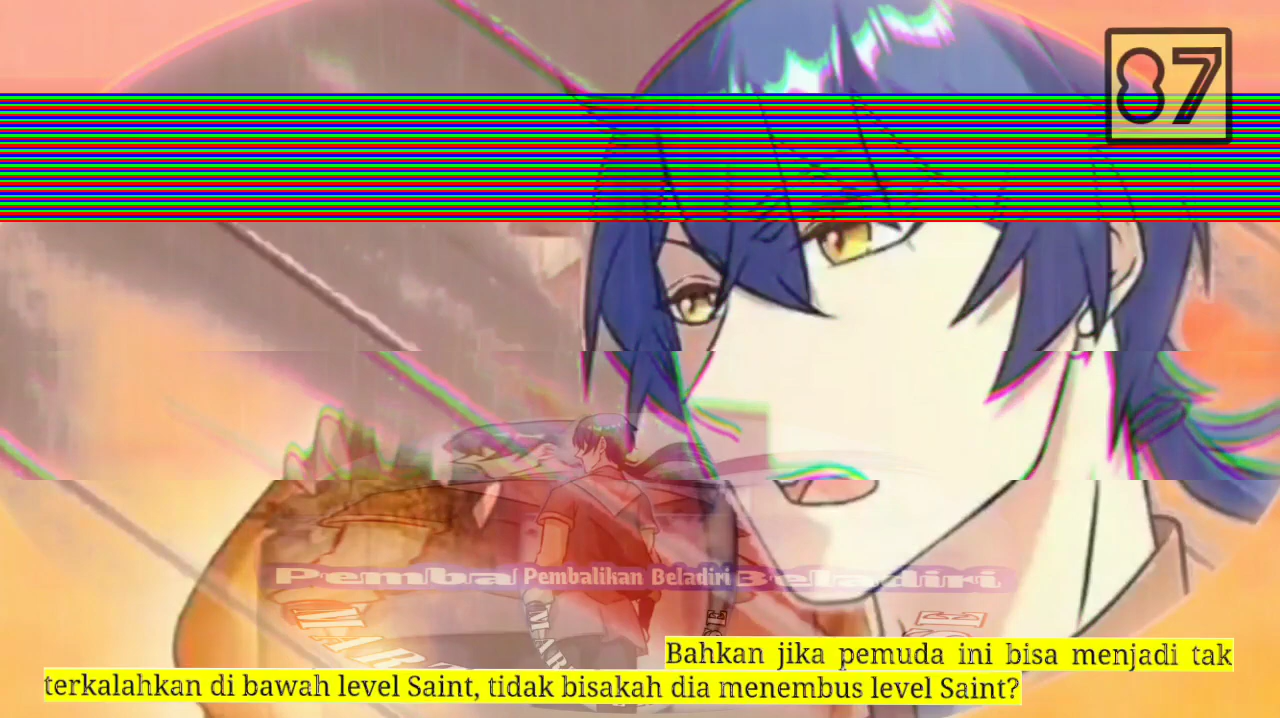 87
Pembalikan Beladiri
Beladiri
Bahkan jika pemuda ini bisa menjadi tak
terkalahkan di bawah level Saint, tidak bisakah dia menembus level Saint?